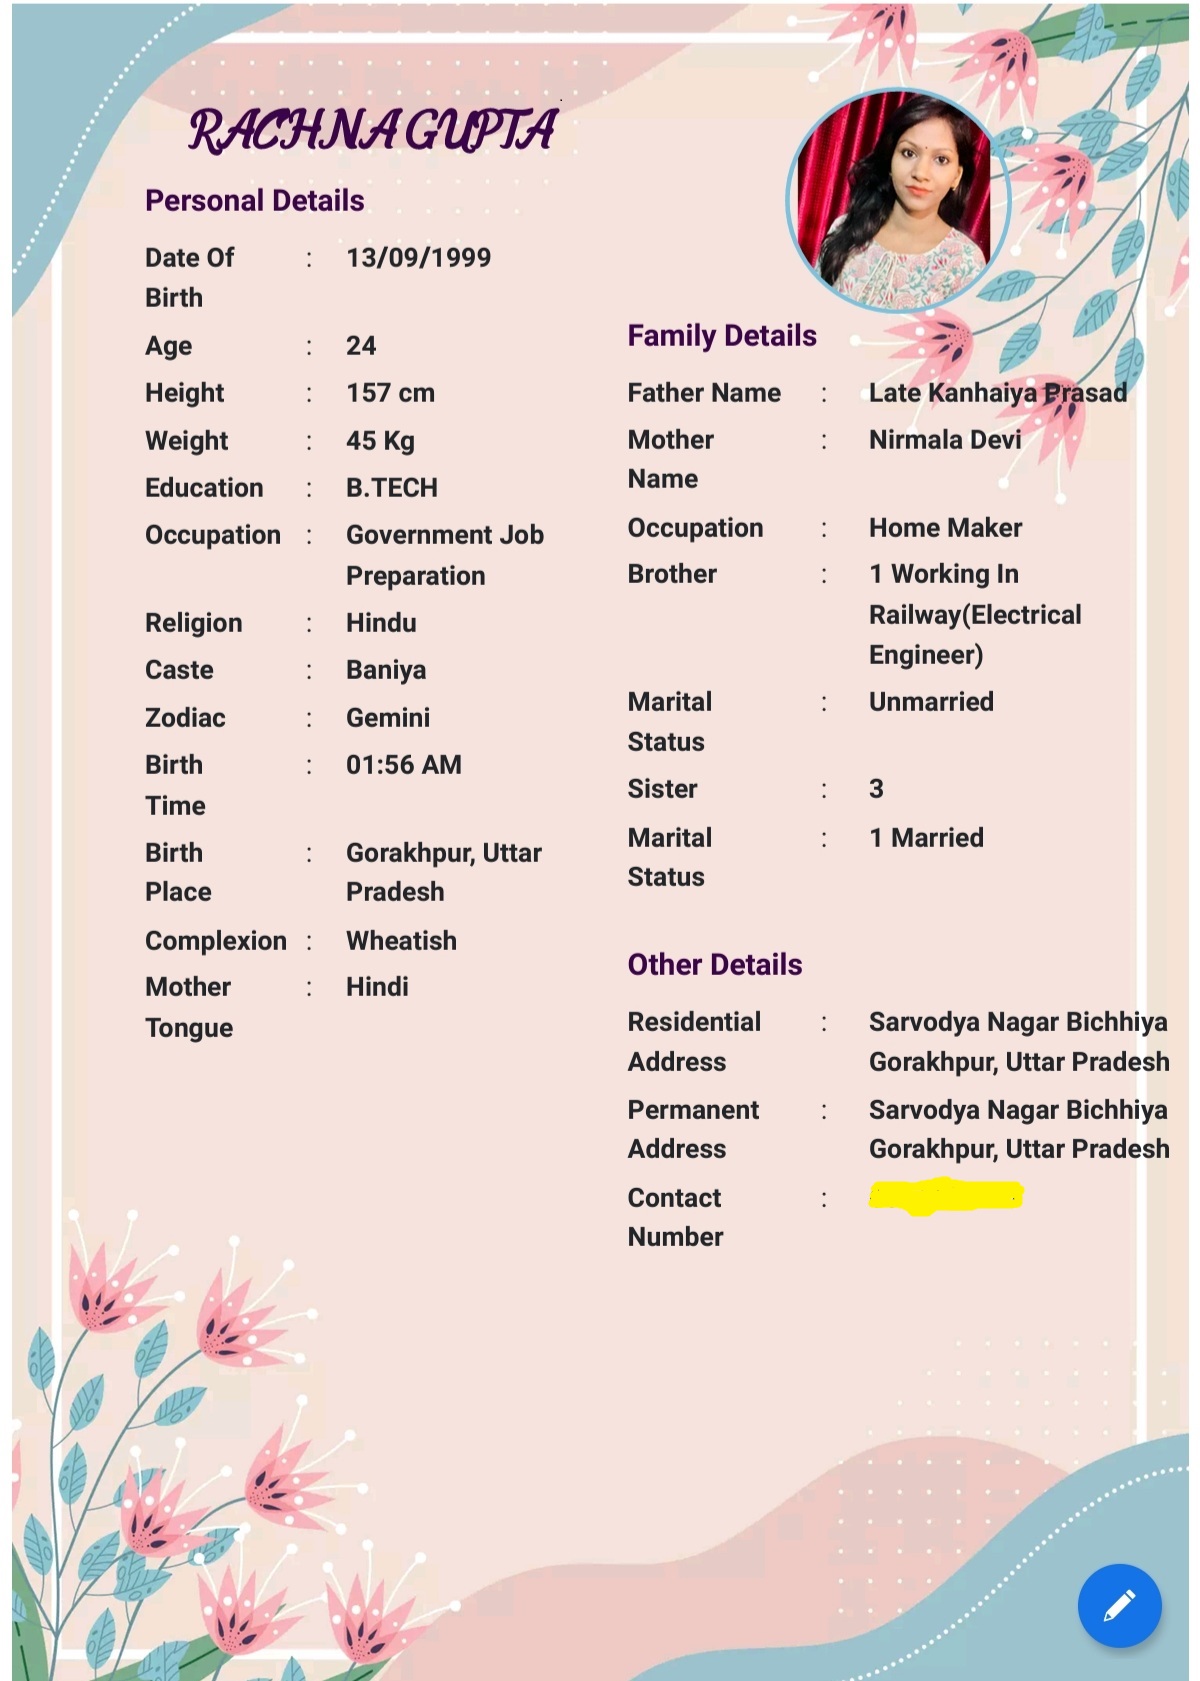 RACHNA GUPTA
Personal Details
Date Of : 13/09/1999
Birth
Age : 24
Height : 157 cm
Weight : 45 Kg
Education : B.TECH
Occupation : Government Job
Preparation
Religion : Hindu
Caste : Baniya
Zodiac : Gemini
Birth : 01:56 AM
Time
Birth : Gorakhpur, Uttar
Place Pradesh
Complexion : Wheatish
Mother : Hindi
Tongue
Family Details
Father Name : Late Kanhaiya Prasad
Mother : Nirmala Devi
Name
Occupation : Home Maker
Brother : 1 Working In
Railway(Electrical
Engineer)
Marital : Unmarried
Status
Sister : 3
Marital : 1 Married
Status
Other Details
Residential : Sarvodya Nagar Bichhiya
Address Gorakhpur, Uttar Pradesh
Permanent : Sarvodya Nagar Bichhiya
Address Gorakhpur, Uttar Pradesh
Contact :
Number